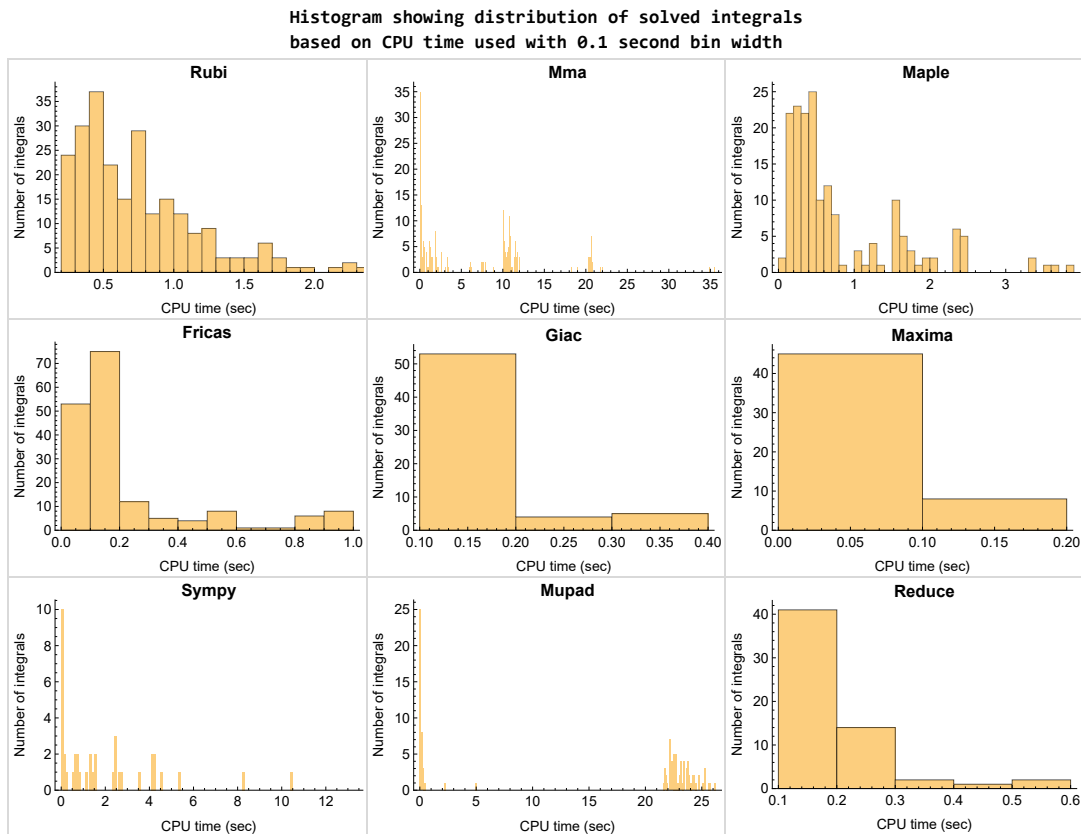 Histogram showing distribution of solved integrals
based on CPU time used with 0.1 second bin width
Rubi
Number of integrals
0 5 10 15 20 25 30 35
0.5 1.0 1.5 2.0
CPU time (sec)
Mma
Number of integrals
0 5 10 15 20 25 30 35
0 5 10 15 20 25 30 35
CPU time (sec)
Maple
Number of integrals
0 5 10 15 20 25
0 1 2 3
CPU time (sec)
Fricas
Number of integrals
0 10 20 30 40 50 60 70
0.0 0.2 0.4 0.6 0.8 1.0
CPU time (sec)
Giac
Number of integrals
0 10 20 30 40 50
0.10 0.15 0.20 0.25 0.30 0.35 0.40
CPU time (sec)
Maxima
Number of integrals
0 10 20 30 40
0.00 0.05 0.10 0.15 0.20
CPU time (sec)
Sympy
Number of integrals
0 2 4 6 8 10
0 2 4 6 8 10 12
CPU time (sec)
Mupad
Number of integrals
0 5 10 15 20 25
0 5 10 15 20 25
CPU time (sec)
Reduce
Number of integrals
0 10 20 30 40
0.1 0.2 0.3 0.4 0.5 0.6
CPU time (sec)